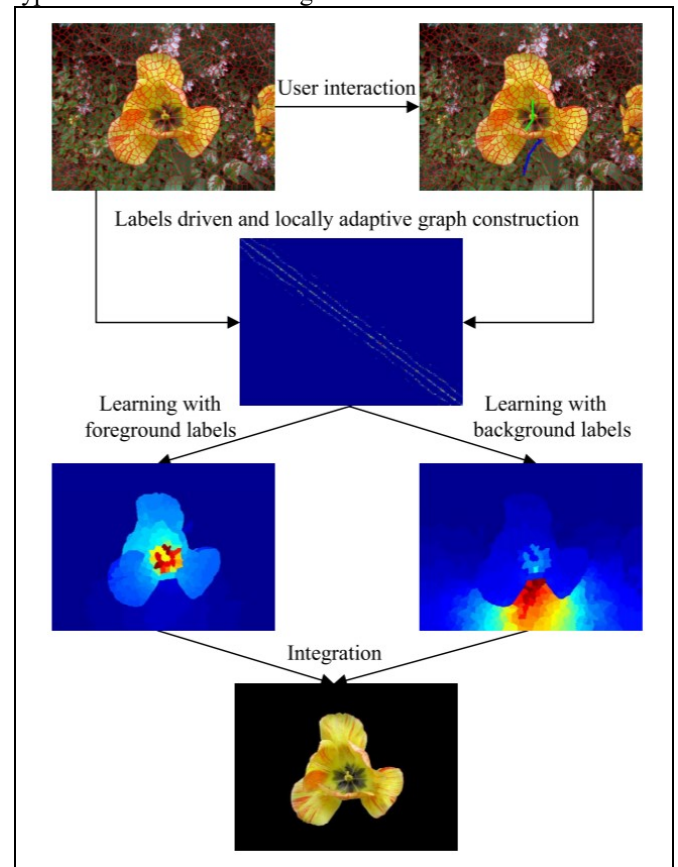 User interaction
Labels driven and locally adaptive graph construction
Learning with
foreground labels
Learning with
background labels
Integration